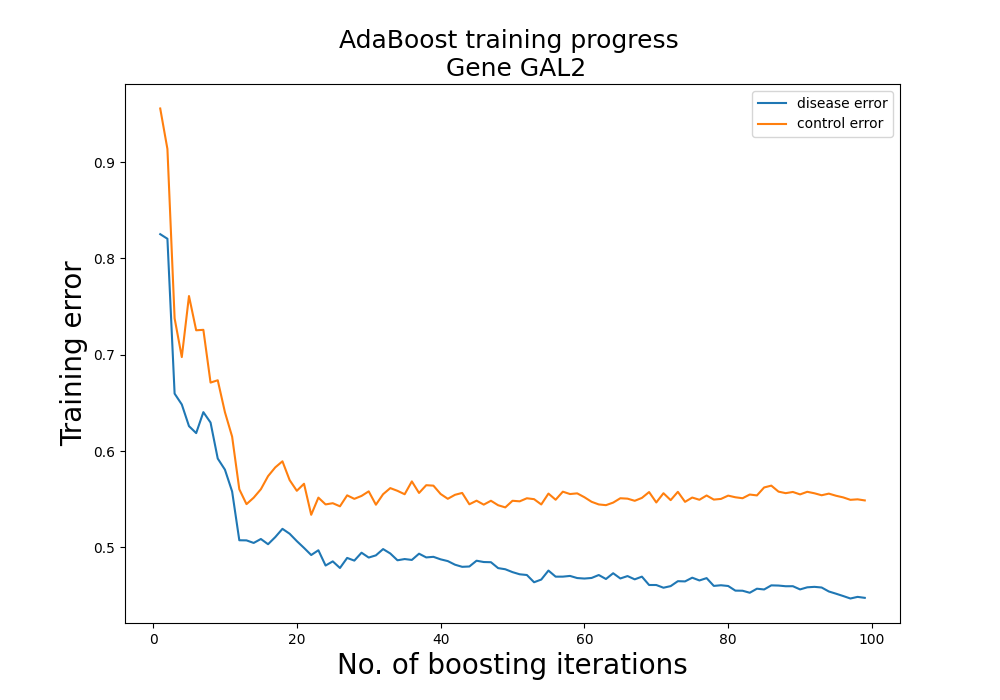 AdaBoost training progress
Gene GAL2
disease error
control error
Training error
0.9
0.8
0.7
0.6
0.5
0
20
40
60
80
100
No. of boosting iterations